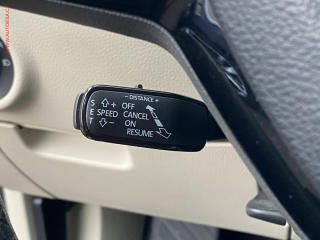 - DISTANCE +
S E T
+ OFF
SPEED CANCEL
- ON
RESUME